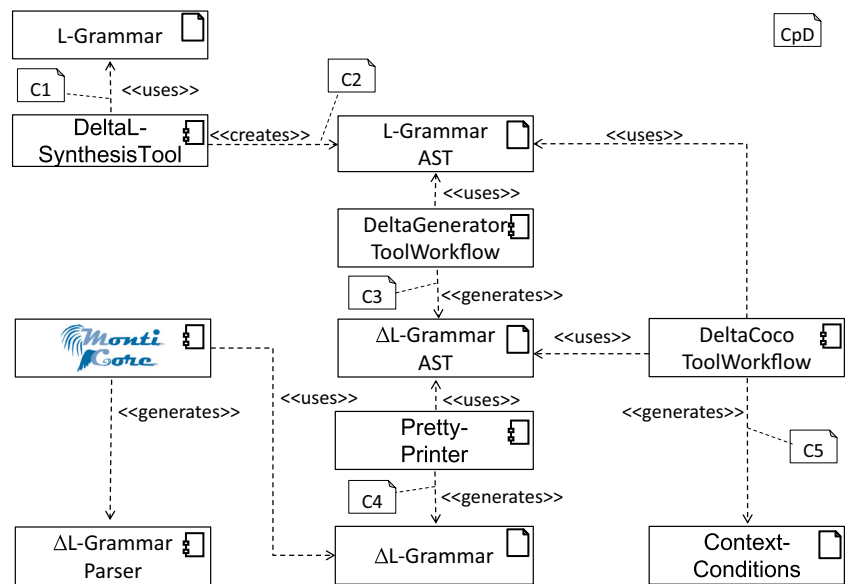 L-Grammar
CpD
C1
<<uses>>
C2
DeltaL-
SynthesisTool
<<creates>>
L-Grammar
AST
<<uses>>
<<uses>>
DeltaGenerator
ToolWorkflow
C3
<<generates>>
Monti
Core
ΔL-Grammar
AST
<<uses>>
DeltaCoco
ToolWorkflow
<<generates>>
<<uses>>
<<uses>>
<<generates>>
Pretty-
Printer
C5
C4
<<generates>>
ΔL-Grammar
Parser
ΔL-Grammar
Context-
Conditions